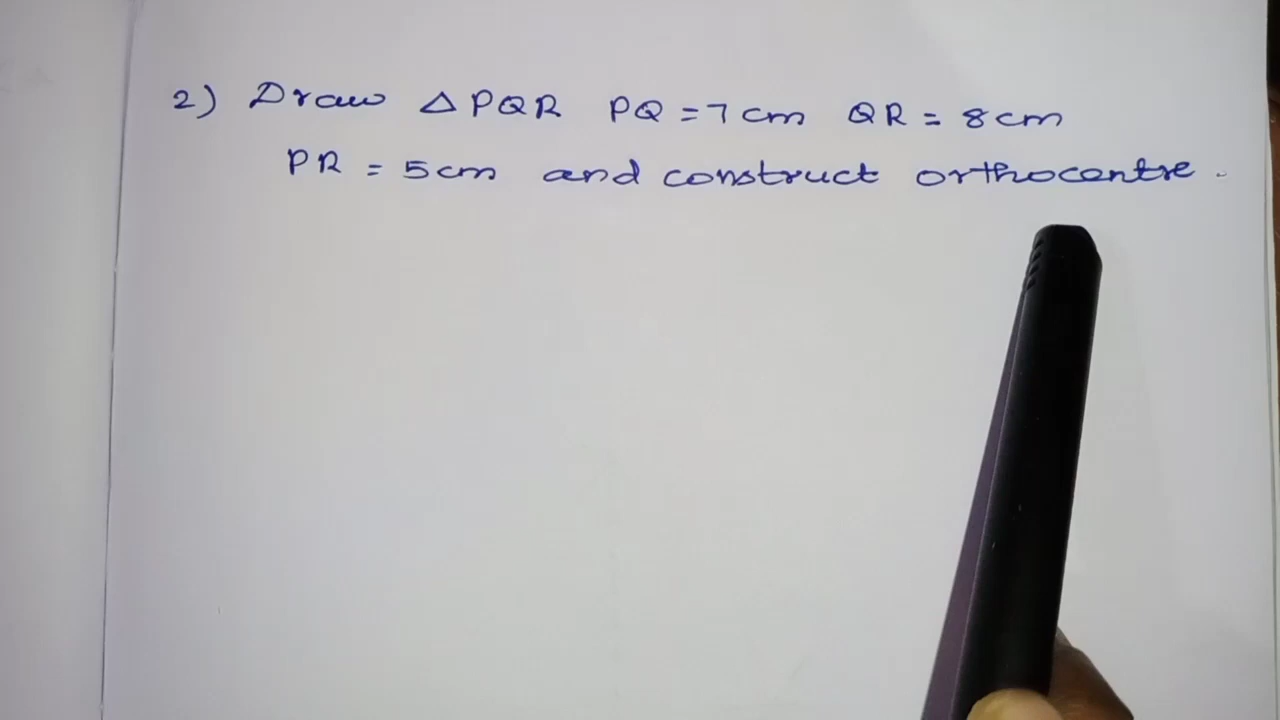 2) Draw △ PQR PQ = 7 cm QR = 8 cm
PR = 5 cm and construct orthocentre.